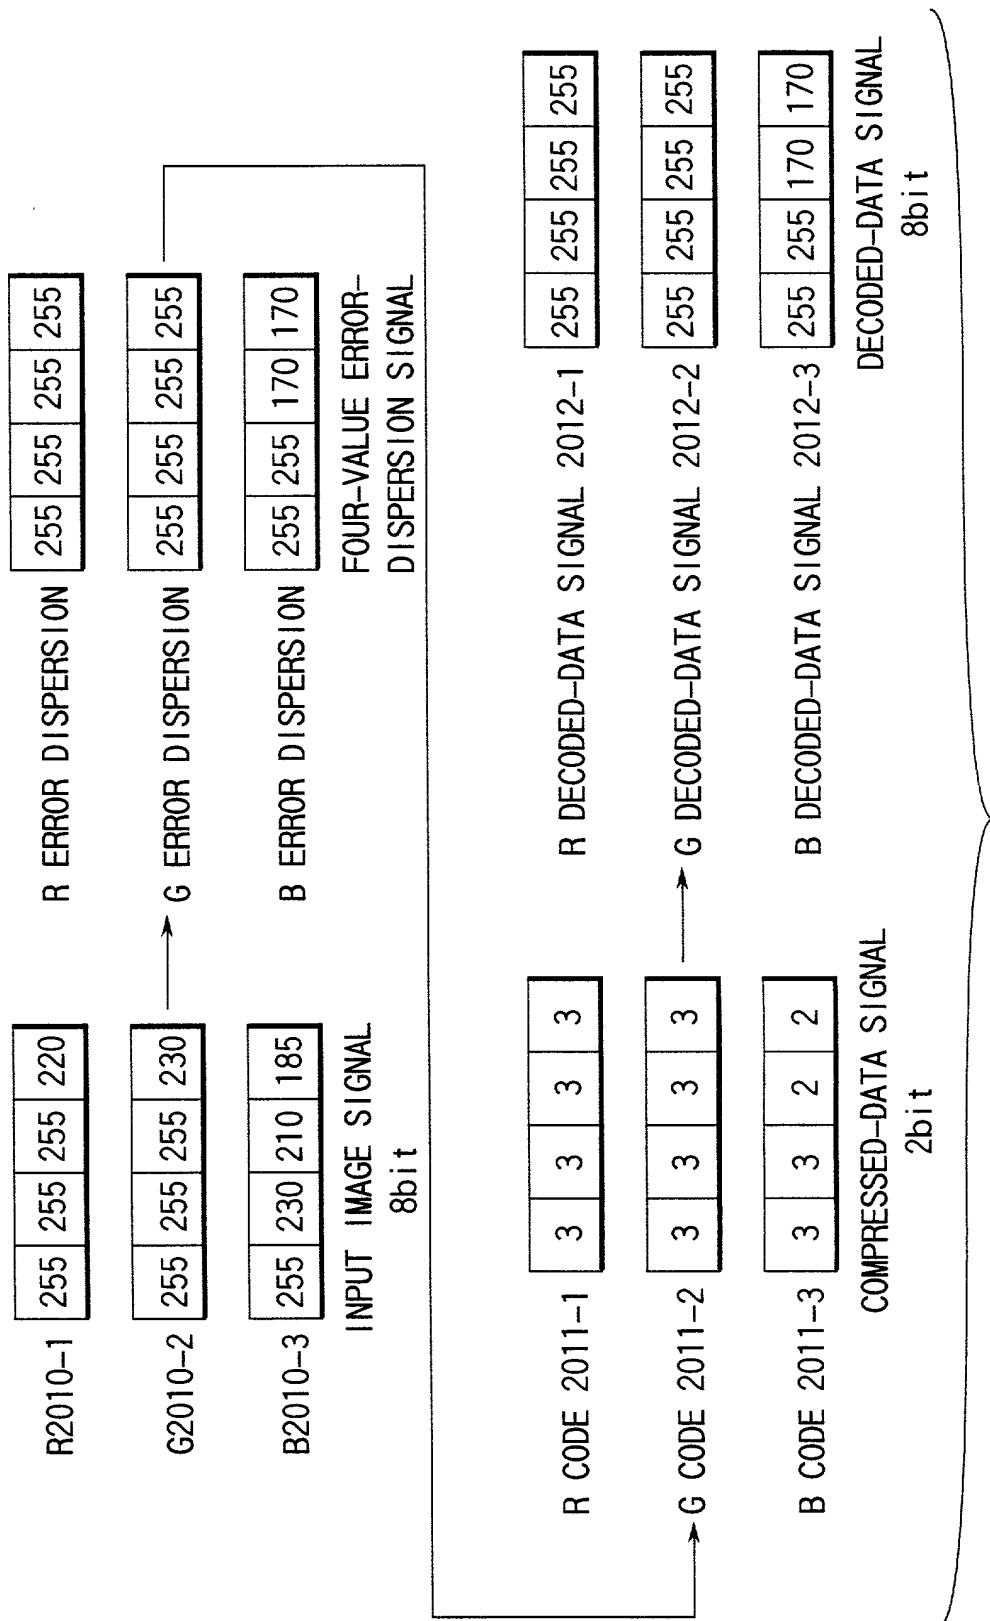 R2010-1 255 255 255 220
G2010-2 255 255 255 230
B2010-3 255 230 210 185
INPUT IMAGE SIGNAL
8bit
R ERROR DISPERSION 255 255 255 255
G ERROR DISPERSION 255 255 255 255
B ERROR DISPERSION 255 255 170 170
FOUR-VALUE ERROR-
DISPERSION SIGNAL
R CODE 2011-1 3 3 3 3
G CODE 2011-2 3 3 3 3
B CODE 2011-3 3 3 2 2
COMPRESSED-DATA SIGNAL
2bit
R DECODED-DATA SIGNAL 2012-1 255 255 255 255
G DECODED-DATA SIGNAL 2012-2 255 255 255 255
B DECODED-DATA SIGNAL 2012-3 255 255 170 170
DECODED-DATA SIGNAL
8bit